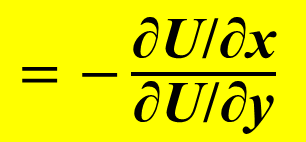 = − ∂U/∂x
∂U/∂y